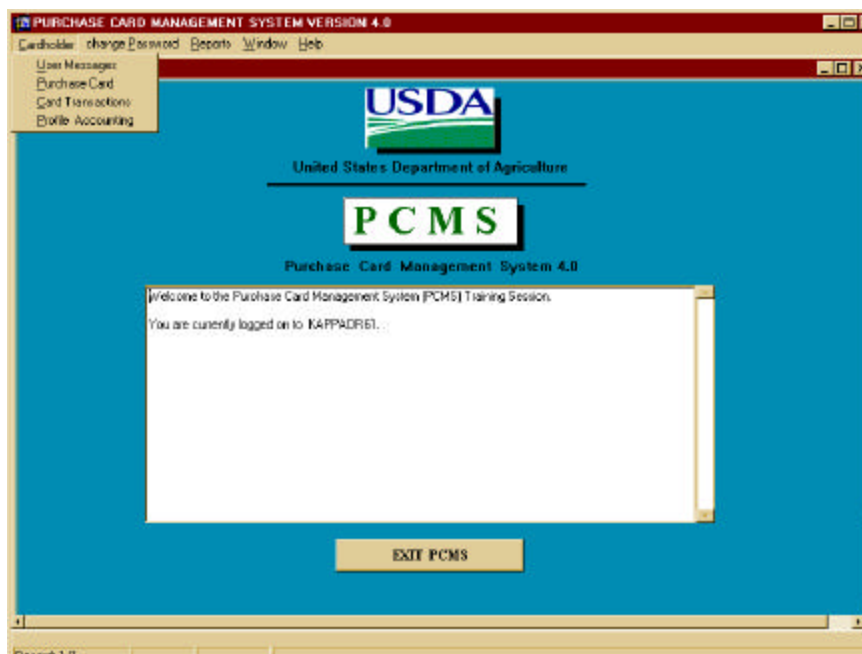 PURCHASE CARD MANAGEMENT SYSTEM VERSION 4.0
Cardholder change Password Reports Window Help
User Messages
Purchase Card
Card Transactions
Profile Accounting
USDA
United States Department of Agriculture
PCMS
Purchase Card Management System 4.0
Welcome to the Purchase Card Management System (PCMS) Training Session.
You are currently logged on to
EXIT PCMS